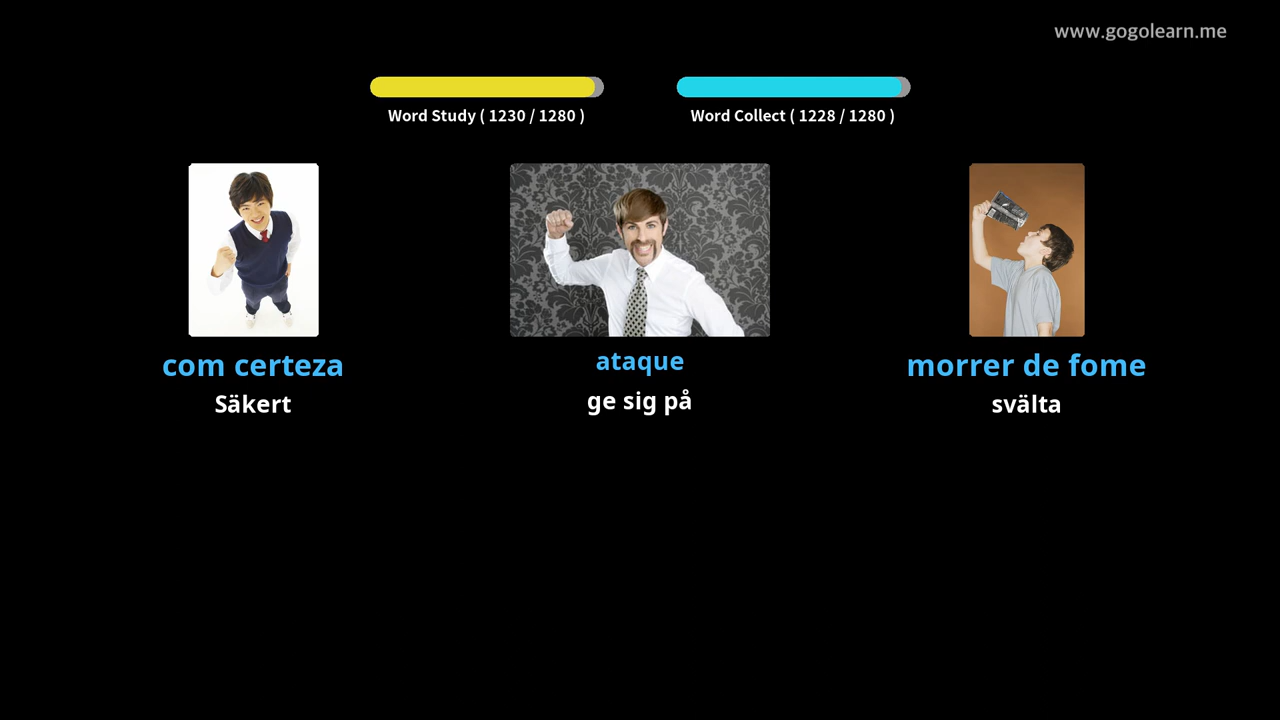 www.gogolearn.me
Word Study ( 1230 / 1280 )
Word Collect ( 1228 / 1280 )
com certeza
Säkert
ataque
ge sig på
morrer de fome
svälta